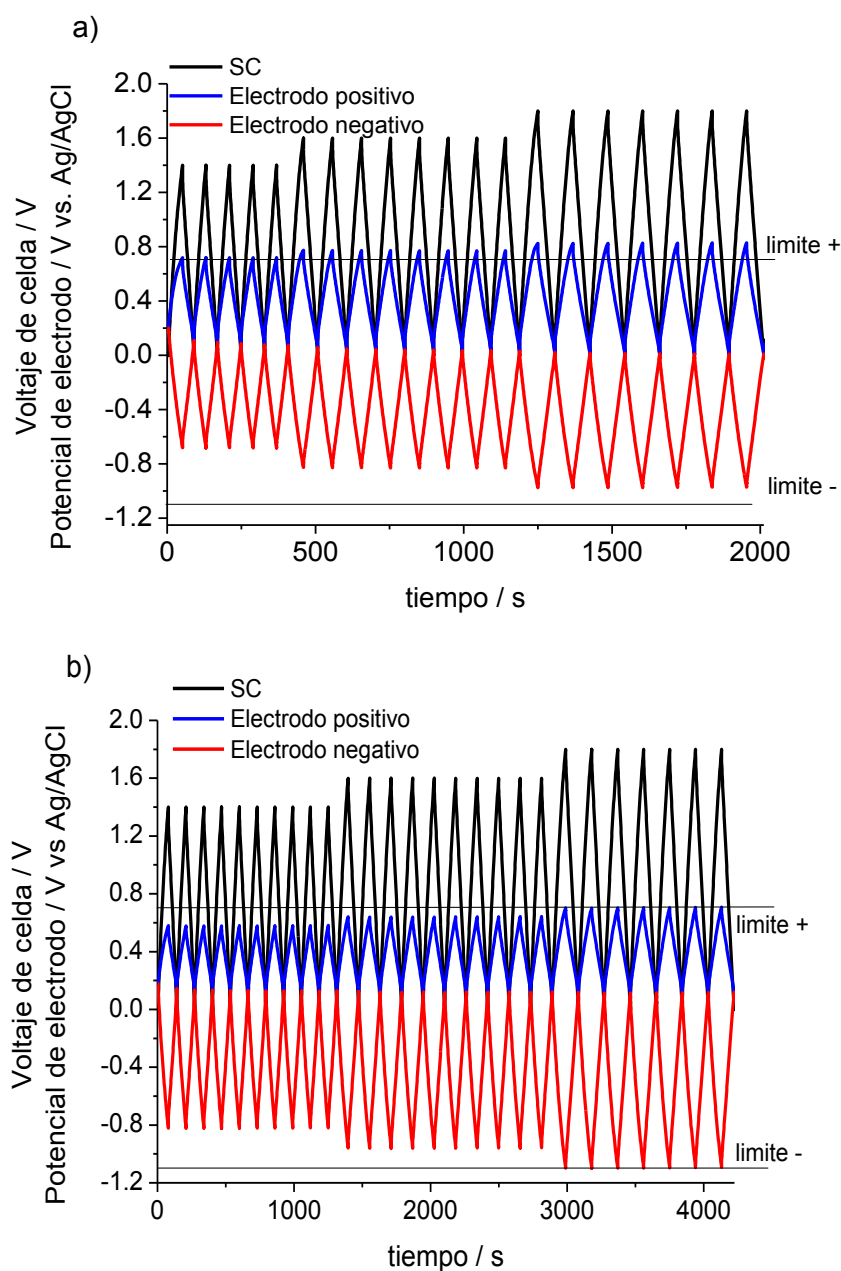 a)
SC
Electrodo positivo
Electrodo negativo
2.0
1.6
1.2
0.8
0.4
0.0
-0.4
-0.8
-1.2
Voltaje de celda / V
Potencial de electrodo / V vs. Ag/AgCl
limite +
limite -
0 500 1000 1500 2000
tiempo / s
b)
SC
Electrodo positivo
Electrodo negativo
2.0
1.6
1.2
0.8
0.4
0.0
-0.4
-0.8
-1.2
Voltaje de celda / V
Potencial de electrodo / V vs Ag/AgCl
limite +
limite -
0 1000 2000 3000 4000
tiempo / s